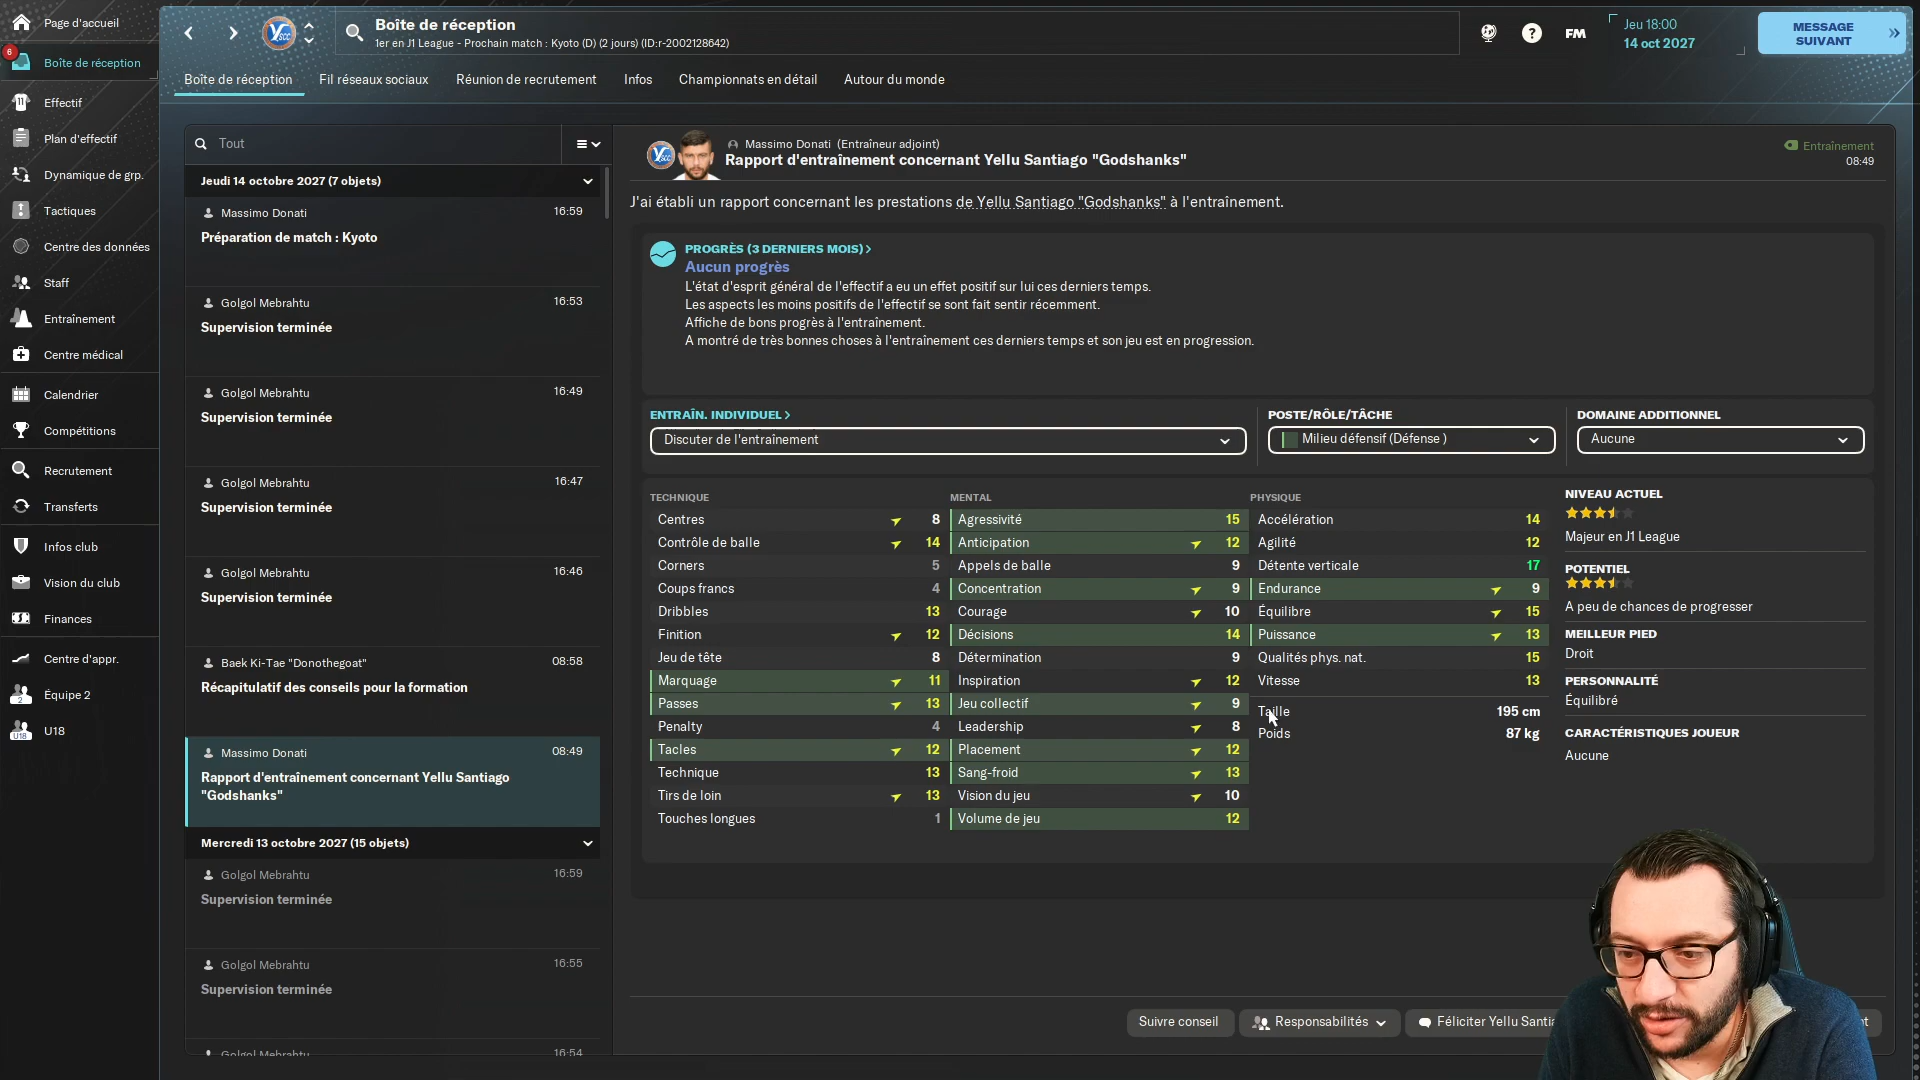 Page d'accueil
6
Boîte de réception
Effectif
Plan d'effectif
Dynamique de grp.
Tactiques
Centre des données
Staff
Entraînement
Centre médical
Calendrier
Compétitions
Recrutement
Transferts
Infos club
Vision du club
Finances
Centre d'appr.
Équipe 2
U18
Boîte de réception
1er en J1 League - Prochain match : Kyoto (D) (2 jours) (ID:r-2002128642)
FM
Jeu 18:00
14 oct 2027
MESSAGE
SUIVANT
Boîte de réception
Fil réseaux sociaux
Réunion de recrutement
Infos
Championnats en détail
Autour du monde
Tout
Jeudi 14 octobre 2027 (7 objets)
Massimo Donati 16:59
Préparation de match : Kyoto
Golgol Mebrahtu 16:53
Supervision terminée
Golgol Mebrahtu 16:49
Supervision terminée
Golgol Mebrahtu 16:47
Supervision terminée
Golgol Mebrahtu 16:46
Supervision terminée
Baek Ki-Tae "Donothegoat" 08:58
Récapitulatif des conseils pour la formation
Massimo Donati 08:49
Rapport d'entraînement concernant Yellu Santiago
"Godshanks"
Mercredi 13 octobre 2027 (15 objets)
Golgol Mebrahtu 16:59
Supervision terminée
Golgol Mebrahtu 16:55
Supervision terminée
Golgol Mebrahtu 16:54
Massimo Donati (Entraîneur adjoint)
Rapport d'entraînement concernant Yellu Santiago "Godshanks"
Entraînement
08:49
J'ai établi un rapport concernant les prestations de Yellu Santiago "Godshanks" à l'entraînement.
PROGRÈS (3 DERNIERS MOIS)
Aucun progrès
L'état d'esprit général de l'effectif a eu un effet positif sur lui ces derniers temps.
Les aspects les moins positifs de l'effectif se sont fait sentir récemment.
Affiche de bons progrès à l'entraînement.
A montré de très bonnes choses à l'entraînement ces derniers temps et son jeu est en progression.
ENTRAÎN. INDIVIDUEL
Discuter de l'entraînement
POSTE/RÔLE/TÂCHE
Milieu défensif (Défense )
DOMAINE ADDITIONNEL
Aucune
TECHNIQUE
Centres 8
Contrôle de balle 14
Corners 5
Coups francs 4
Dribbles 13
Finition 12
Jeu de tête 8
Marquage 11
Passes 13
Penalty 4
Tacles 12
Technique 13
Tirs de loin 13
Touches longues 1
MENTAL
Agressivité 15
Anticipation 12
Appels de balle 9
Concentration 9
Courage 10
Décisions 14
Détermination 9
Inspiration 12
Jeu collectif 9
Leadership 8
Placement 12
Sang-froid 13
Vision du jeu 10
Volume de jeu 12
PHYSIQUE
Accélération 14
Agilité 12
Détente verticale 17
Endurance 9
Équilibre 15
Puissance 13
Qualités phys. nat. 15
Vitesse 13
Taille 195 cm
Poids 87 kg
NIVEAU ACTUEL
Majeur en J1 League
POTENTIEL
A peu de chances de progresser
MEILLEUR PIED
Droit
PERSONNALITÉ
Équilibré
CARACTÉRISTIQUES JOUEUR
Aucune
Suivre conseil
Responsabilités
Féliciter Yellu Santia